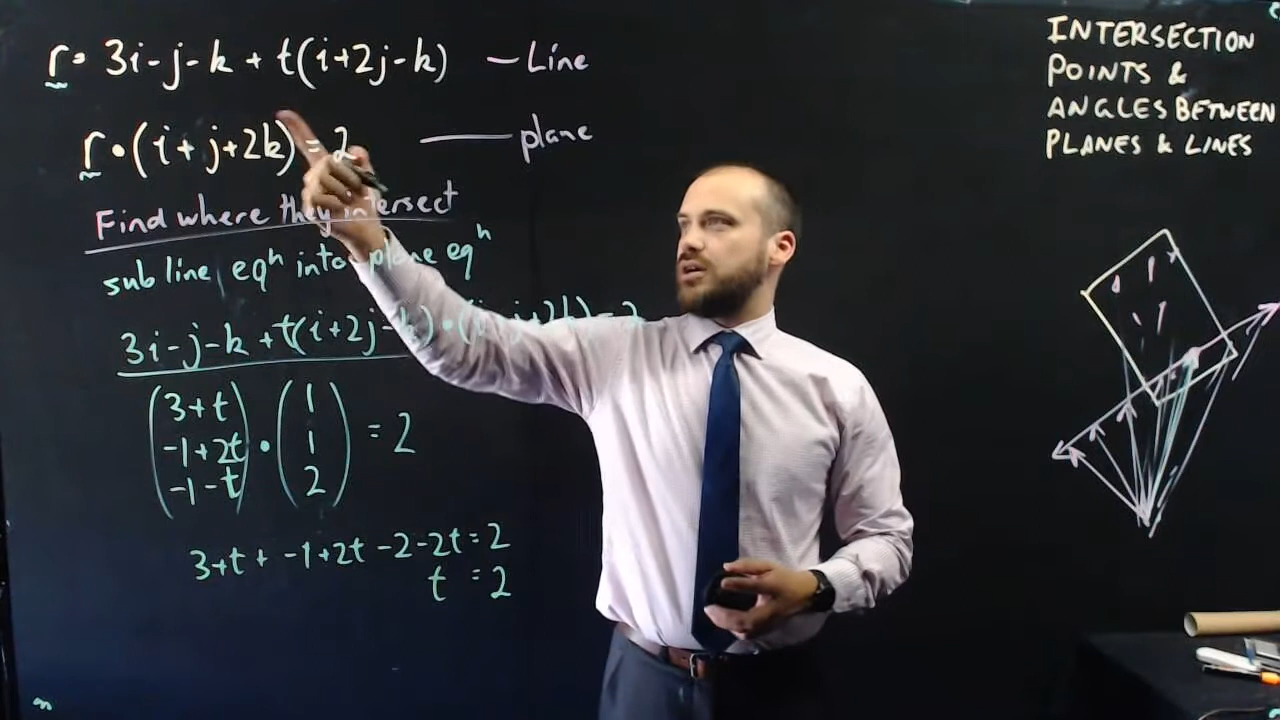 r = 3i-j-k + t(i+2j-k) — Line
r • (i + j+2k) = 2 — plane
Find where they intersect
sub line eqⁿ into plane eqⁿ
3i-j-k + t(i+2j-k) • (i+j+2k) = 2
(3+t
-1+2t
-1-t) • (1
1
2) = 2
3+t + -1+2t -2-2t = 2
t = 2
INTERSECTION
POINTS &
ANGLES BETWEEN
PLANES & LINES